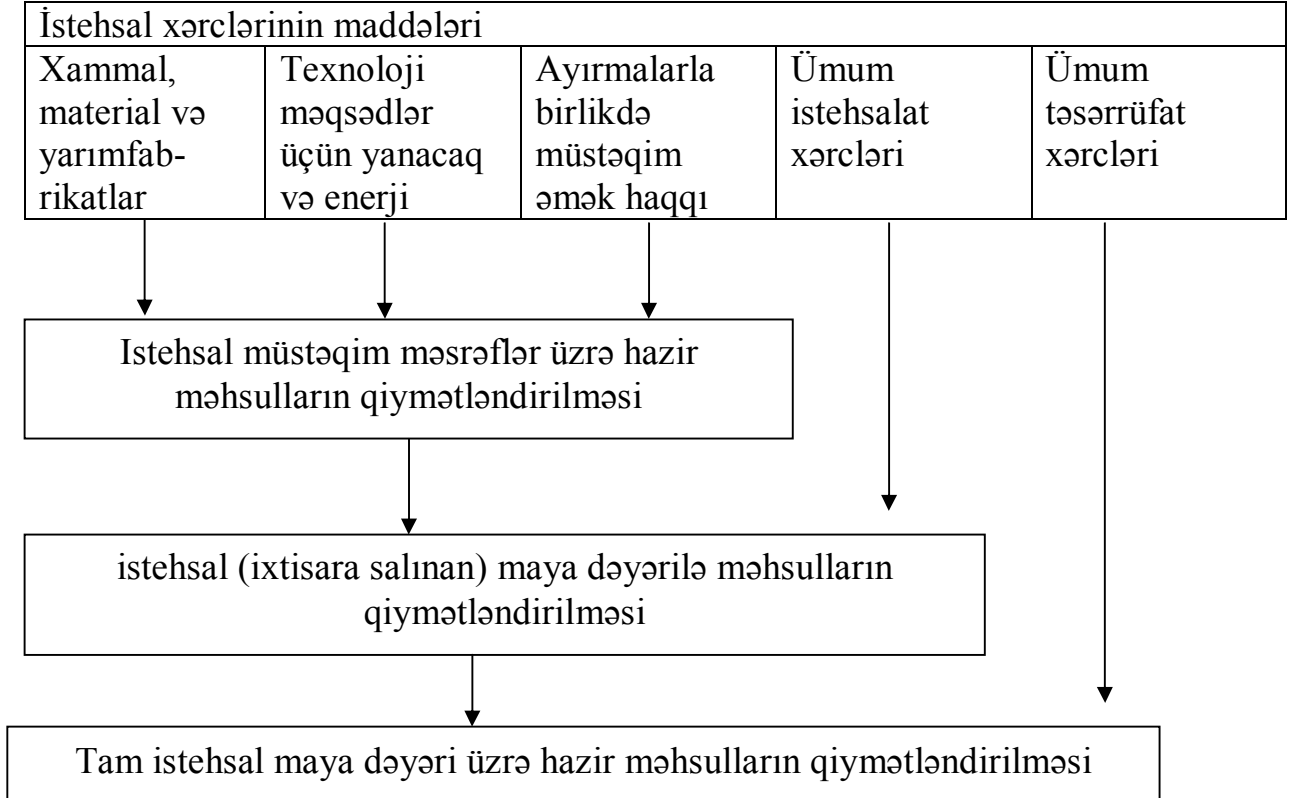 İstehsal xərclərinin maddələri
Xammal,
material və
yarımfab-
rikatlar
Texnoloji
məqsədlər
üçün yanacaq
və enerji
Ayırmalarla
birlikdə
müstəqim
əmək haqqı
Ümum
istehsalat
xərcləri
Ümum
təsərrüfat
xərcləri
Istehsal müstəqim məsrəflər üzrə hazir
məhsulların qiymətləndirilməsi
istehsal (ixtisara salınan) maya dəyərilə məhsulların
qiymətləndirilməsi
Tam istehsal maya dəyəri üzrə hazir məhsulların qiymətləndirilməsi